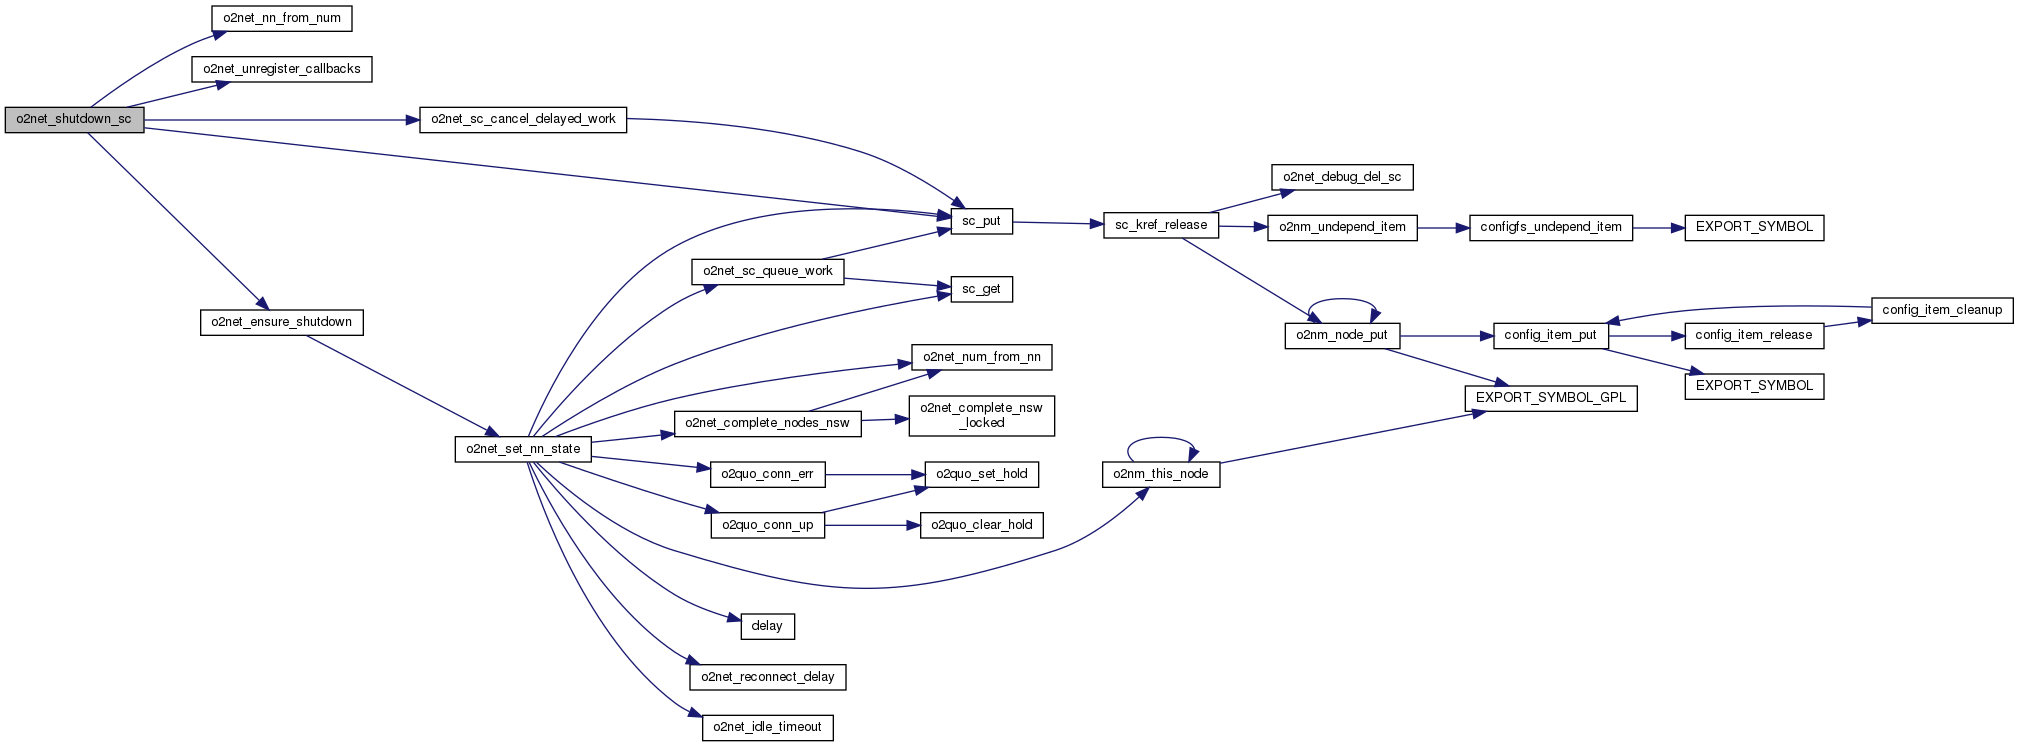 o2net_nn_from_num
o2net_unregister_callbacks
o2net_shutdown_sc
o2net_sc_cancel_delayed_work
o2net_debug_del_sc
sc_put
sc_kref_release
o2nm_undepend_item
configfs_undepend_item
EXPORT_SYMBOL
o2net_sc_queue_work
sc_get
config_item_cleanup
o2net_ensure_shutdown
o2nm_node_put
config_item_put
config_item_release
o2net_num_from_nn
EXPORT_SYMBOL
EXPORT_SYMBOL_GPL
o2net_complete_nsw
_locked
o2net_complete_nodes_nsw
o2net_set_nn_state
o2quo_conn_err
o2quo_set_hold
o2nm_this_node
o2quo_conn_up
o2quo_clear_hold
delay
o2net_reconnect_delay
o2net_idle_timeout